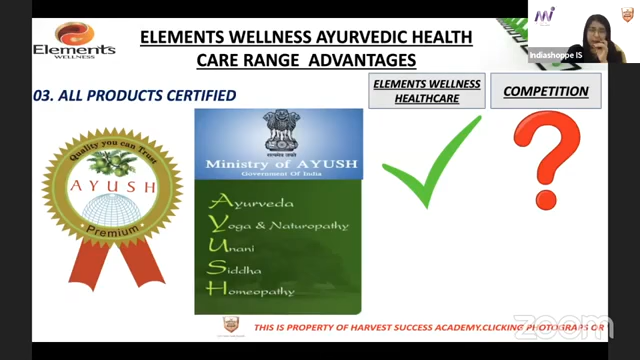 Elements
WELLNESS
ELEMENTS WELLNESS AYURVEDIC HEALTH
CARE RANGE ADVANTAGES
Indiashoppe IS
03. ALL PRODUCTS CERTIFIED
ELEMENTS WELLNESS
HEALTHCARE
COMPETITION
Quality you can Trust
AYUSH
Premium
Ministry of AYUSH
Government Of India
Ayurveda
Yoga & Naturopathy
Unani
Siddha
Homeopathy
?
zoom
THIS IS PROPERTY OF HARVEST SUCCESS ACADEMY.CLICKING PHOTOGRAPS OR